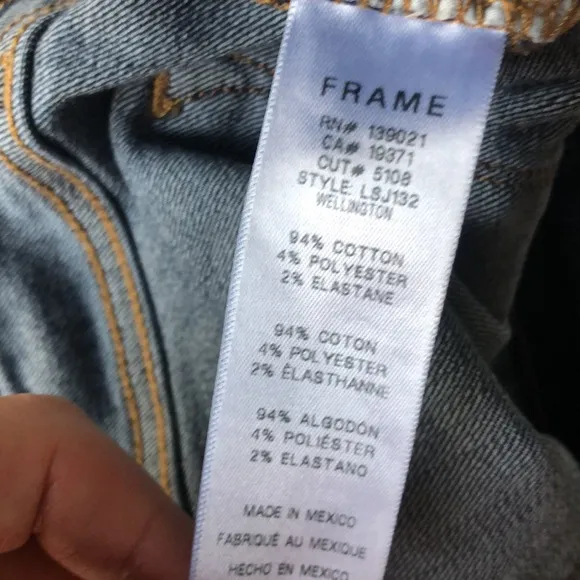 FRAME
RN# 139021
CA# 19371
CUT# 5108
STYLE: LSJ132
WELLINGTON
94% COTTON
4% POLYESTER
2% ELASTANE
94% COTON
4% POLYESTER
2% ÉLASTHANNE
94% ALGODÓN
4% POLIÉSTER
2% ELASTANO
MADE IN MEXICO
FABRIQUÉ AU MEXIQUE
HECHO EN MEXICO